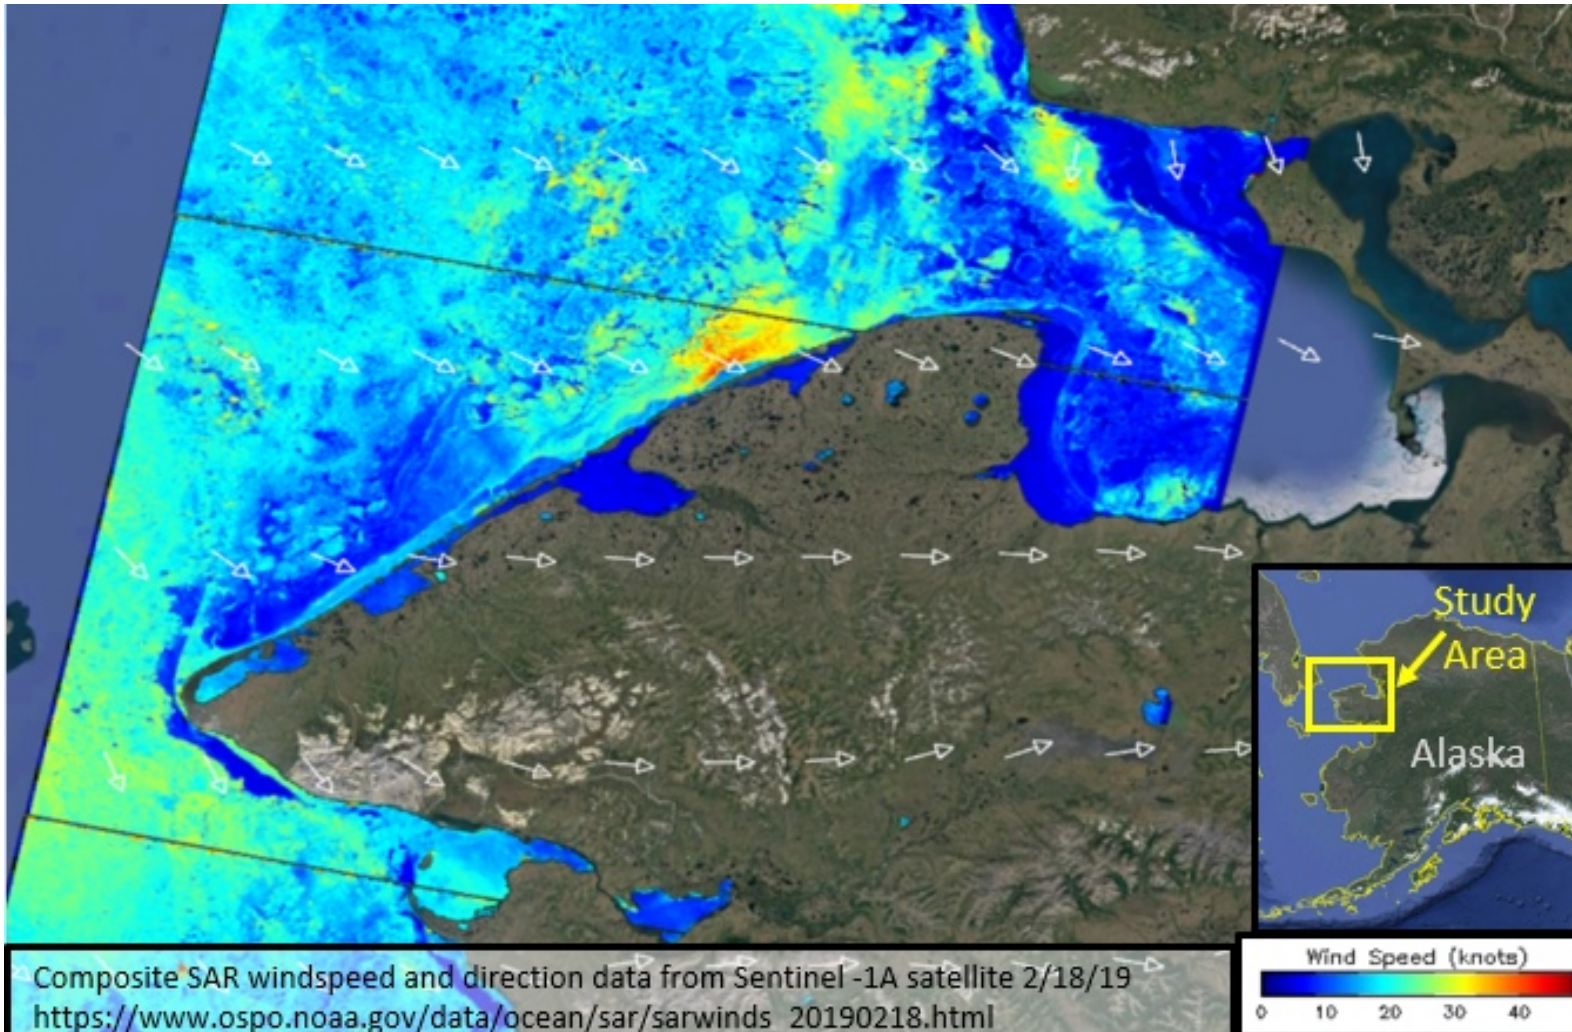 Study
Area
Alaska
Composite SAR windspeed and direction data from Sentinel -1A satellite 2/18/19
https://www.ospo.noaa.gov/data/ocean/sar/sarwinds_20190218.html
Wind Speed (knots)
0 10 20 30 40